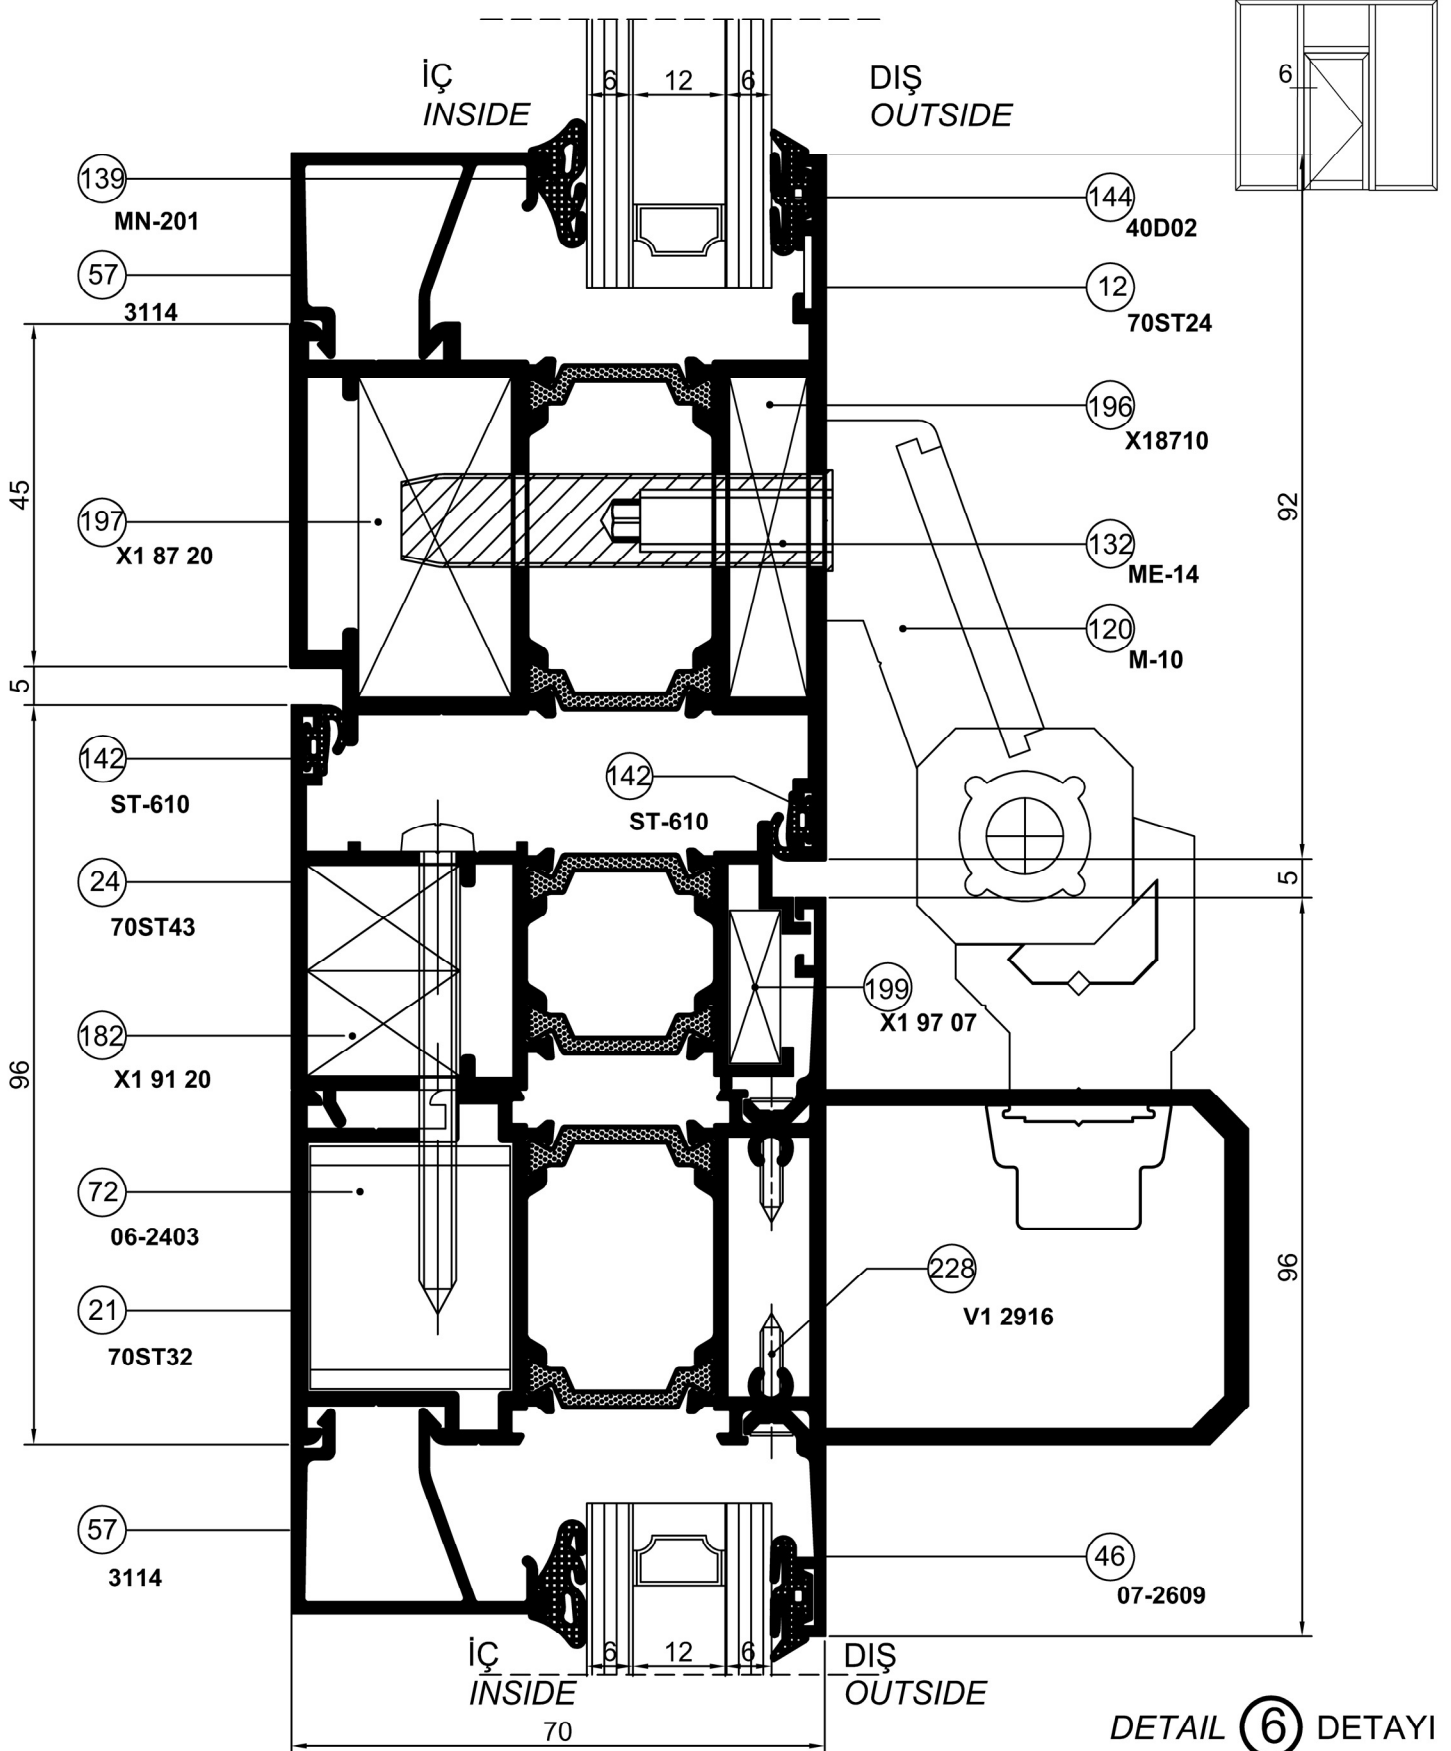 İÇ
INSIDE
6 12 6
DIŞ
OUTSIDE
6
139
MN-201
57
3114
144
40D02
12
70ST24
196
X18710
45
197
X1 87 20
92
132
ME-14
120
M-10
5
142
ST-610
142
ST-610
24
70ST43
5
199
X1 97 07
182
X1 91 20
96
72
06-2403
21
70ST32
228
V1 2916
96
57
3114
46
07-2609
İÇ
INSIDE
6 12 6
DIŞ
OUTSIDE
70
DETAIL 6 DETAYI